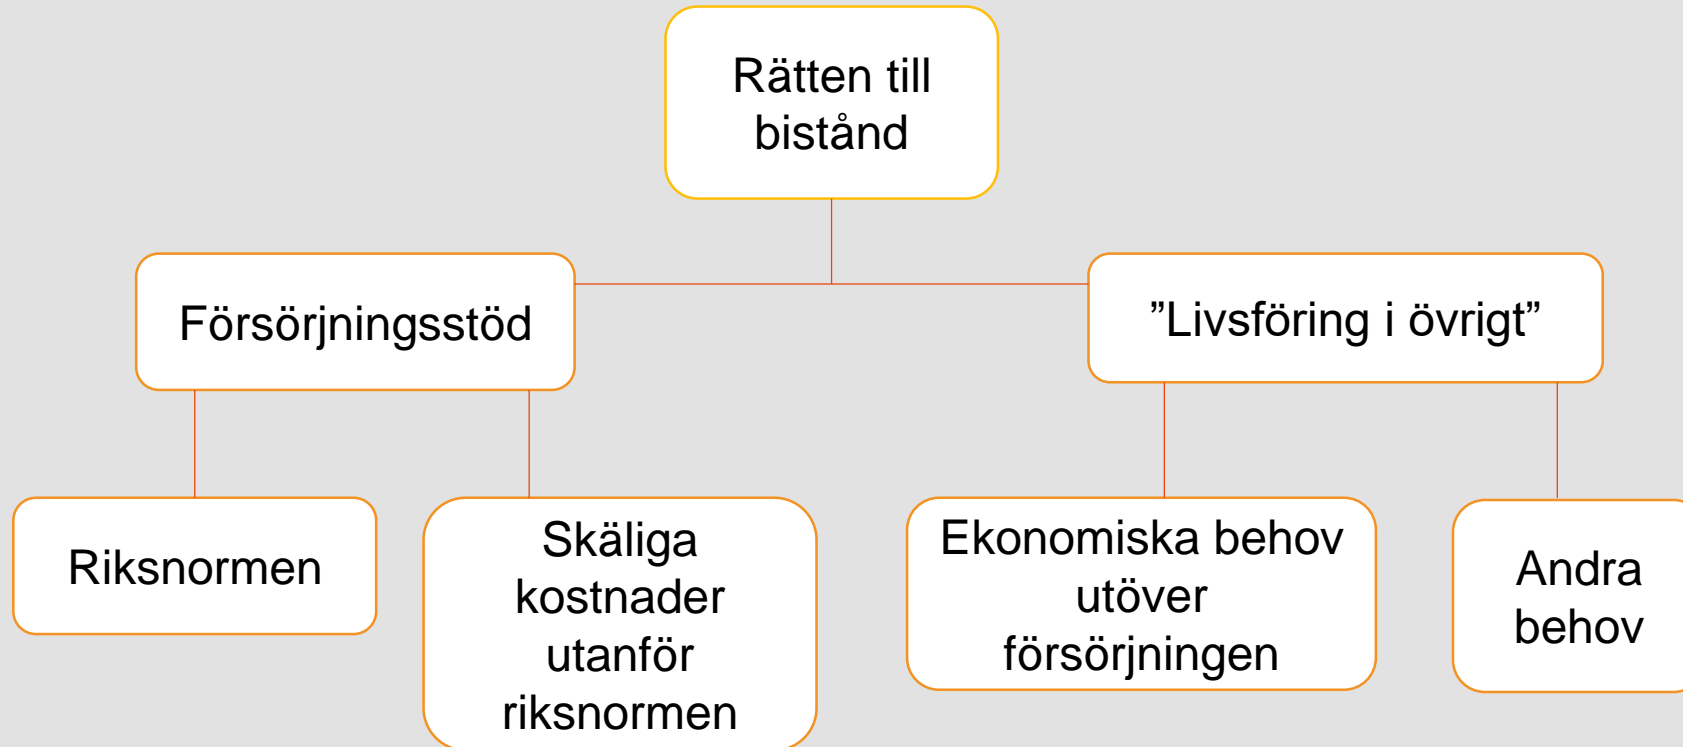 Rätten till
bistånd
Försörjningsstöd
”Livsföring i övrigt”
Riksnormen
Skäliga
kostnader
utanför
riksnormen
Ekonomiska behov
utöver
försörjningen
Andra
behov